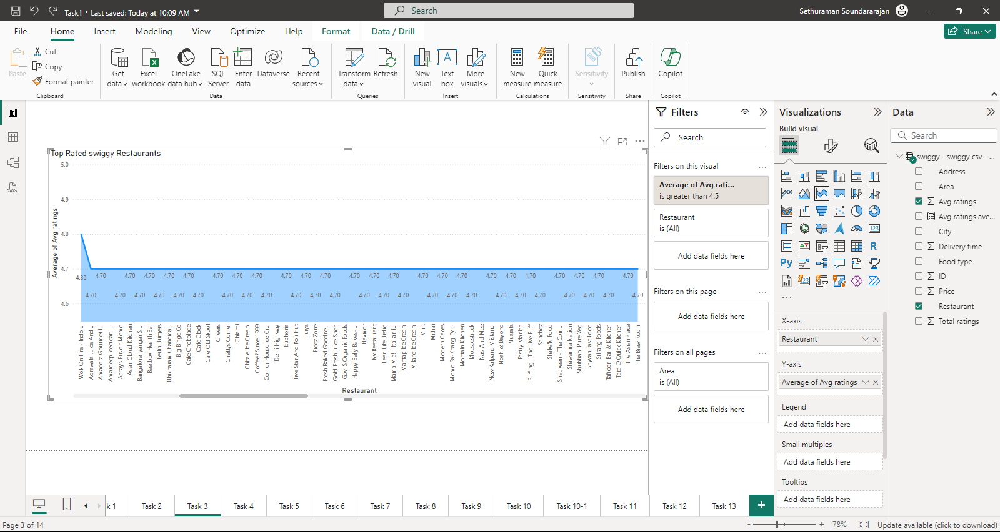 Task1 • Last saved: Today at 10:09 AM
Search
Sethuraman Soundararajan
File
Home
Insert
Modeling
View
Optimize
Help
Format
Data / Drill
Share
Paste
Cut
Copy
Format painter
Clipboard
Get data
Excel workbook
OneLake data hub
SQL Server
Enter data
Dataverse
Recent sources
Data
Transform data
Refresh
Queries
New visual
Text box
More visuals
Insert
New measure
Quick measure
Calculations
Sensitivity
Sensitivity
Publish
Share
Copilot
Copilot
Top Rated swiggy Restaurants
Average of Avg ratings
5.0
4.9
4.8
4.7
4.6
4.80
4.70 4.70 4.70 4.70 4.70 4.70 4.70 4.70 4.70 4.70 4.70 4.70 4.70 4.70 4.70 4.70 4.70 4.70 4.70 4.70 4.70 4.70 4.70 4.70
4.70 4.70 4.70 4.70 4.70 4.70 4.70 4.70 4.70 4.70 4.70 4.70 4.70 4.70 4.70 4.70 4.70 4.70 4.70 4.70 4.70 4.70 4.70 4.70
Wok On Fire - Indo ...
Agrawals Juice And ...
Amadora Gourmet I...
Amardeep Icecream ...
Ashays Fusion Momo
Asian Cloud Kitchen
Bangalore Iyangar S ...
Beetbox Health Bar
Berlin Burgers
Bhikharam Chandma...
Big Binge Co
Cafe Chokolade
Cafe Clock
Cafe Old Skool
Cheers
Chettys Corner
Chianti
Chitale Ice Cream
Coffee? Since 1999
Corner House Ice Cr...
Delhi Highway
Euphoria
Five Star And Koli Hut
Flurys
Freez Zone
Fresh Baked Goodne...
Gold Fresh Juice Shop
Govi'S Organic Foods
Happy Belly Bakes- ...
Havmor
Ivy Restaurant
Lean Life Bistro
Mama Mia! Italian I...
Mantap Ice Cream
Milano Ice Cream
Mint
Mithai
Modern Cakes
Momo Sa-Khang By ...
Montain Kitchen
Moussestruck
Nasi And Mee
New Kalpana Mistan...
Nosh & Beyond
Nusrats
Pastry Mania
Puffing - The Live Puff
Sanchez
Shake'N Food
Shaukeen - The Com...
Shawarma Nation
Shubham Pure Veg
Shyvan Fast Food
Srirang Foods
Taftoon Bar & Kitchen
Tata Q Quick Kitchen
The Asian Place
The Brew Room
Restaurant
Filters
Search
Filters on this visual
...
Average of Avg rati...
is greater than 4.5
Restaurant
is (All)
Add data fields here
Filters on this page
...
Add data fields here
Filters on all pages
...
Area
is (All)
Add data fields here
Visualizations
Build visual
123
R
Py
...
X-axis
Restaurant
Y-axis
Average of Avg ratings
Legend
Add data fields here
Small multiples
Add data fields here
Tooltips
Add data fields here
Data
Search
swiggy - swiggy csv - ...
Address
Area
Avg ratings
Avg ratings ave...
City
Delivery time
Food type
ID
Price
Restaurant
Total ratings
sk 1
Task 2
Task 3
Task 4
Task 5
Task 6
Task 7
Task 8
Task 9
Task 10
Task 10-1
Task 11
Task 12
Task 13
+
Page 3 of 14
- + 78%
Update available (click to download)